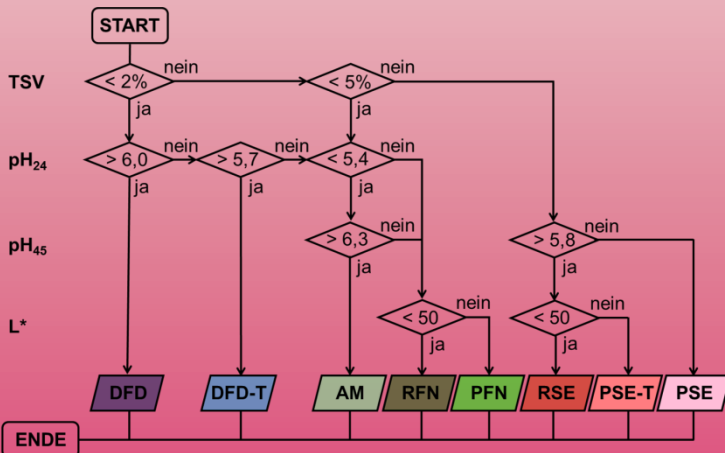 START
TSV
< 2%
nein
< 5%
nein
ja
ja
pH24
> 6,0
nein
> 5,7
nein
< 5,4
nein
ja
ja
ja
pH45
> 6,3
nein
> 5,8
nein
ja
ja
L*
< 50
nein
< 50
nein
ja
ja
DFD
DFD-T
AM
RFN
PFN
RSE
PSE-T
PSE
ENDE